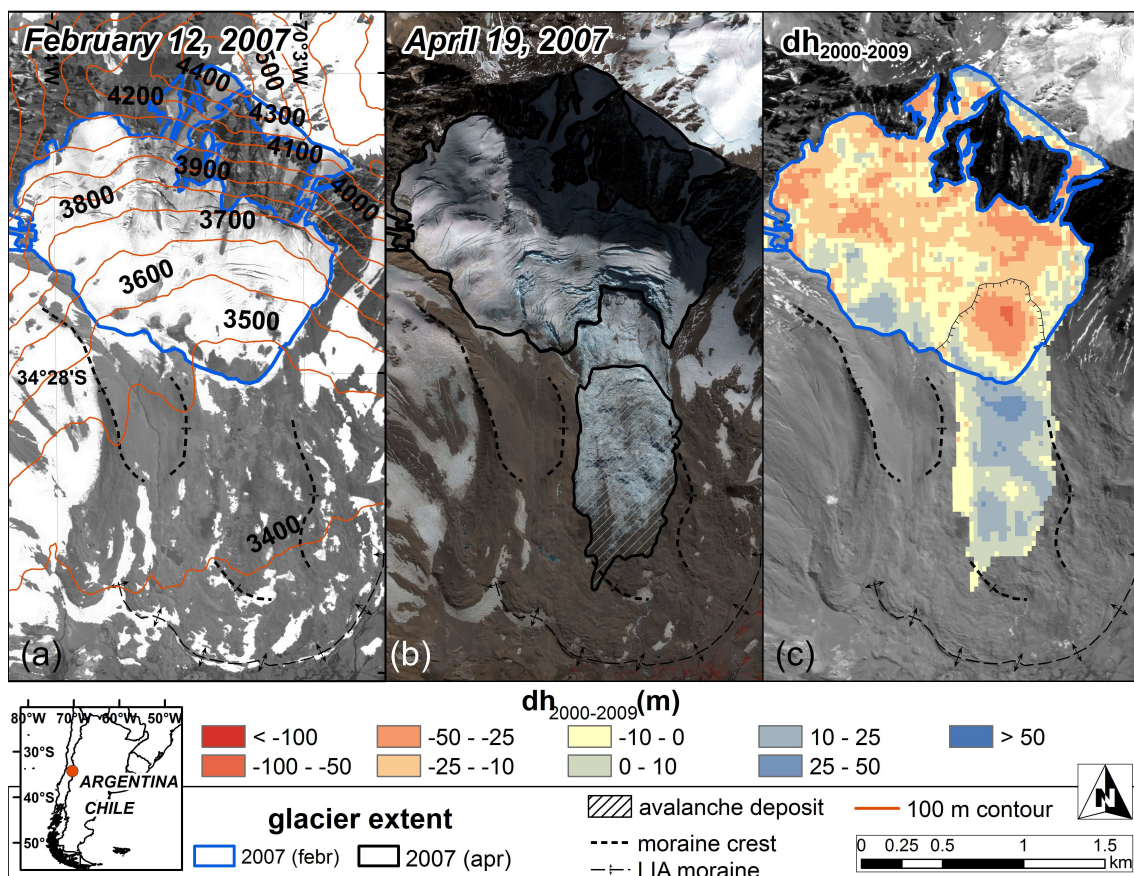 February 12, 2007
April 19, 2007
dh2000-2009
70°3'W
4400
4200
4300
4100
3900
4000
3800
3700
3600
3500
34°28'S
3400
(a)
(b)
(c)
dh2000-2009(m)
80°W 70°W 60°W 50°W
30°S
40°S
50°S
ARGENTINA
CHILE
< -100
-100 - -50
-50 - -25
-25 - -10
-10 - 0
0 - 10
10 - 25
25 - 50
> 50
glacier extent
2007 (febr)
2007 (apr)
avalanche deposit
moraine crest
LIA moraine
100 m contour
N
0 0.25 0.5 1 1.5
km